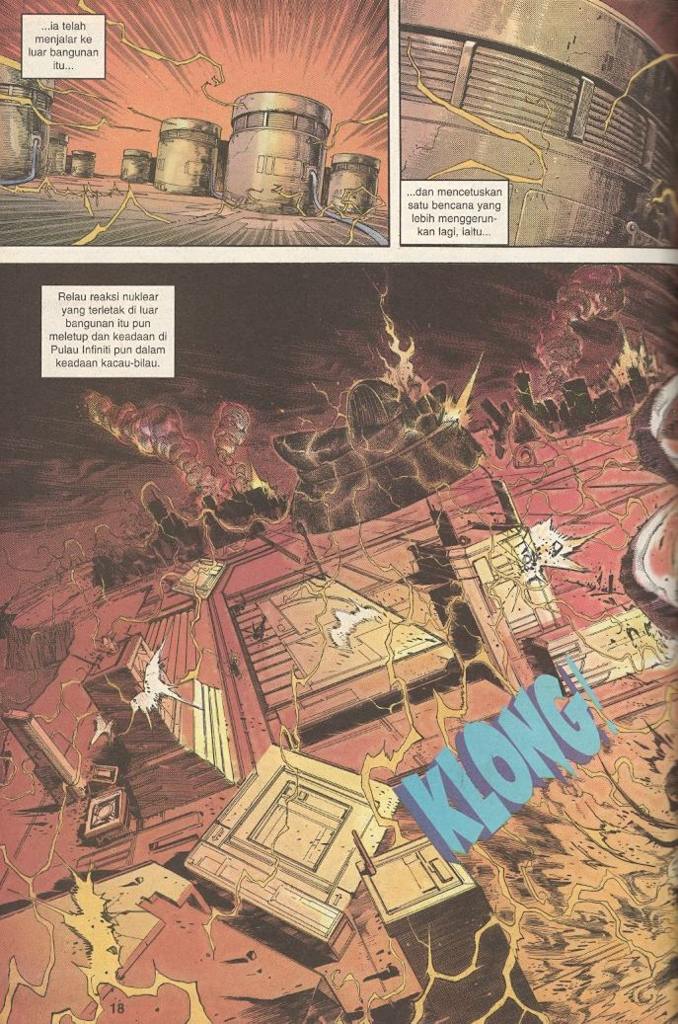 ...ia telah
menjalar ke
luar bangunan
itu...
...dan mencetuskan
satu bencana yang
lebih menggerun-
kan lagi, iaitu...
Relau reaksi nuklear
yang terletak di luar
bangunan itu pun
meletup dan keadaan di
Pulau Infiniti pun dalam
keadaan kacau-bilau.
KLONG!
18